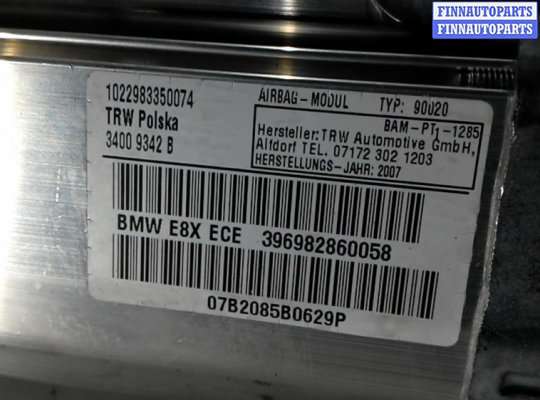 FINNAUTOPARTS
FINNAUTOPARTS
1022983350074
TRW Polska
3400 9342 B
AIRBAG-MODUL TYP: 90020
BAM-PT1-1285
Hersteller: TRW Automotive GmbH,
Alfdorf TEL. 07172 302 1203
HERSTELLUNGS-JAHR: 2007
BMW E8X ECE 396982860058
07B2085B0629P